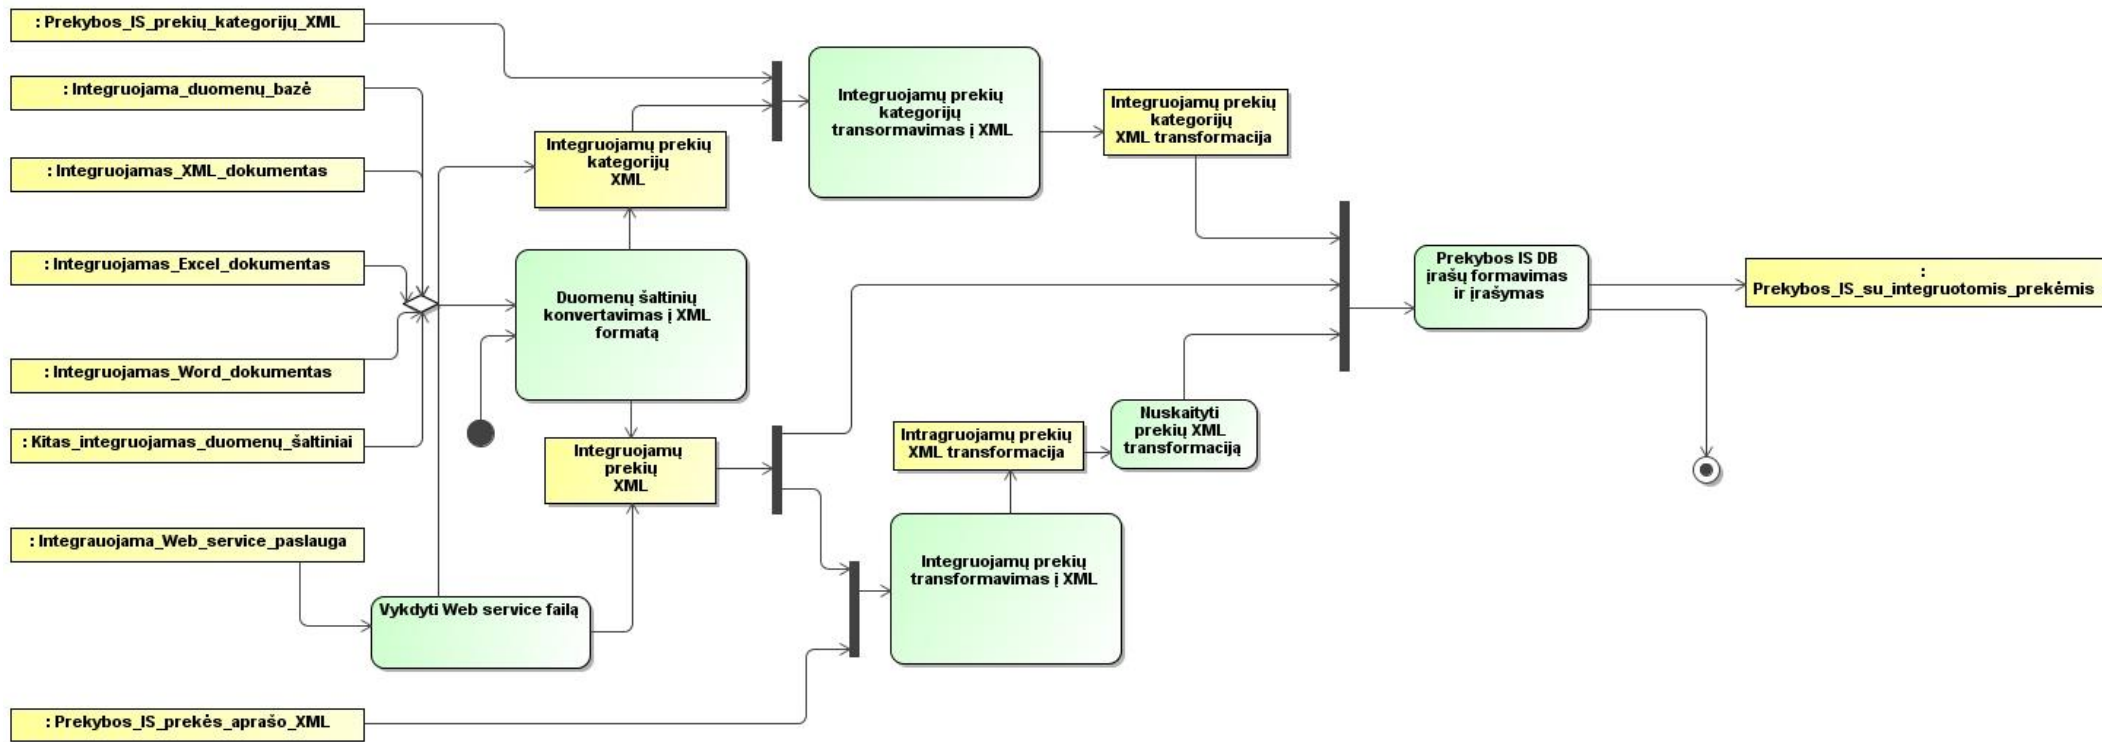 : Prekybos_IS_prekių_kategorijų_XML
: Integruojama_duomenų_bazė
: Integruojamas_XML_dokumentas
: Integruojamas_Excel_dokumentas
: Integruojamas_Word_dokumentas
: Kitas_integruojamas_duomenų_šaltiniai
: Integrauojama_Web_service_paslauga
: Prekybos_IS_prekės_aprašo_XML
Vykdyti Web service failą
Integruojamų prekių
kategorijų
XML
Duomenų šaltinių
konvertavimas į XML
formatą
Integruojamų
prekių
XML
Integruojamų prekių
kategorijų
transormavimas į XML
Integruojamų prekių
kategorijų
XML transformacija
Intragruojamų prekių
XML transformacija
Integruojamų prekių
transformavimas į XML
Nuskaityti
prekių XML
transformaciją
Prekybos IS DB
įrašų formavimas
ir įrašymas
:
Prekybos_IS_su_integruotomis_prekėmis